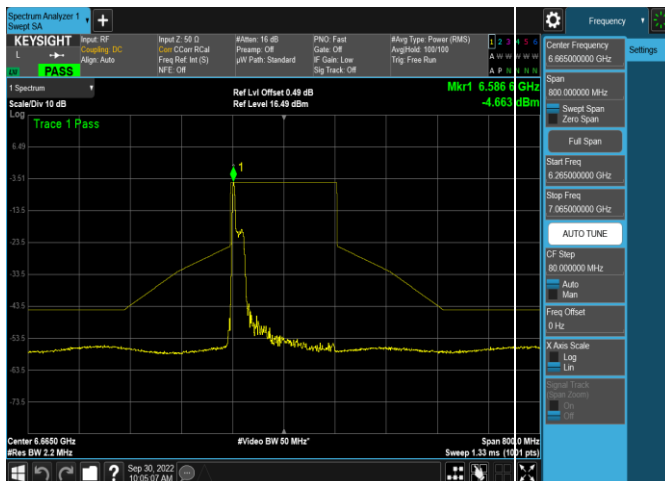 Spectrum Analyzer 1
Swept SA
+
Frequency
KEYSIGHT
L
LXI
PASS
Input: RF
Coupling: DC
Align: Auto
Input Z: 50 Ω
Corr CCorr RCal
Freq Ref: Int (S)
NFE: Off
#Atten: 16 dB
Preamp: Off
µW Path: Standard
PNO: Fast
Gate: Off
IF Gain: Low
Sig Track: Off
#Avg Type: Power (RMS)
Avg|Hold: 100/100
Trig: Free Run
1 2 3 4 5 6
A W W W W W
A P N N N N
1 Spectrum
Scale/Div 10 dB
Log
Ref Lvl Offset 0.49 dB
Ref Level 16.49 dBm
Mkr1 6.586 6 GHz
-4.663 dBm
Trace 1 Pass
1
6.49
-3.51
-13.5
-23.5
-33.5
-43.5
-53.5
-63.5
-73.5
Center 6.6650 GHz
#Res BW 2.2 MHz
#Video BW 50 MHz*
Span 800.0 MHz
Sweep 1.33 ms (1001 pts)
Sep 30, 2022
10:05:07 AM
?
Center Frequency
6.665000000 GHz
Span
800.000000 MHz
Swept Span
Zero Span
Full Span
Start Freq
6.265000000 GHz
Stop Freq
7.065000000 GHz
AUTO TUNE
CF Step
80.000000 MHz
Auto
Man
Freq Offset
0 Hz
X Axis Scale
Log
Lin
Signal Track
(Span Zoom)
On
Off
Settings